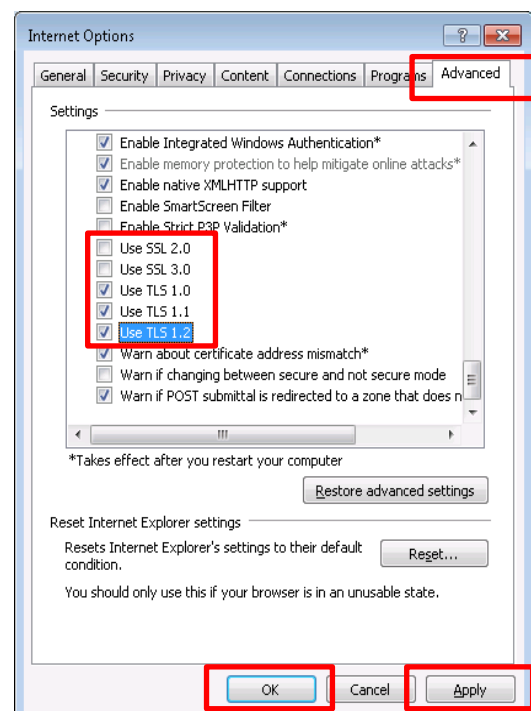 Internet Options
General Security Privacy Content Connections Programs Advanced
Settings
Enable Integrated Windows Authentication*
Enable memory protection to help mitigate online attacks*
Enable native XMLHTTP support
Enable SmartScreen Filter
Enable Strict P3P Validation*
Use SSL 2.0
Use SSL 3.0
Use TLS 1.0
Use TLS 1.1
Use TLS 1.2
Warn about certificate address mismatch*
Warn if changing between secure and not secure mode
Warn if POST submittal is redirected to a zone that does n
*Takes effect after you restart your computer
Restore advanced settings
Reset Internet Explorer settings
Resets Internet Explorer's settings to their default
condition.
Reset...
You should only use this if your browser is in an unusable state.
OK Cancel Apply